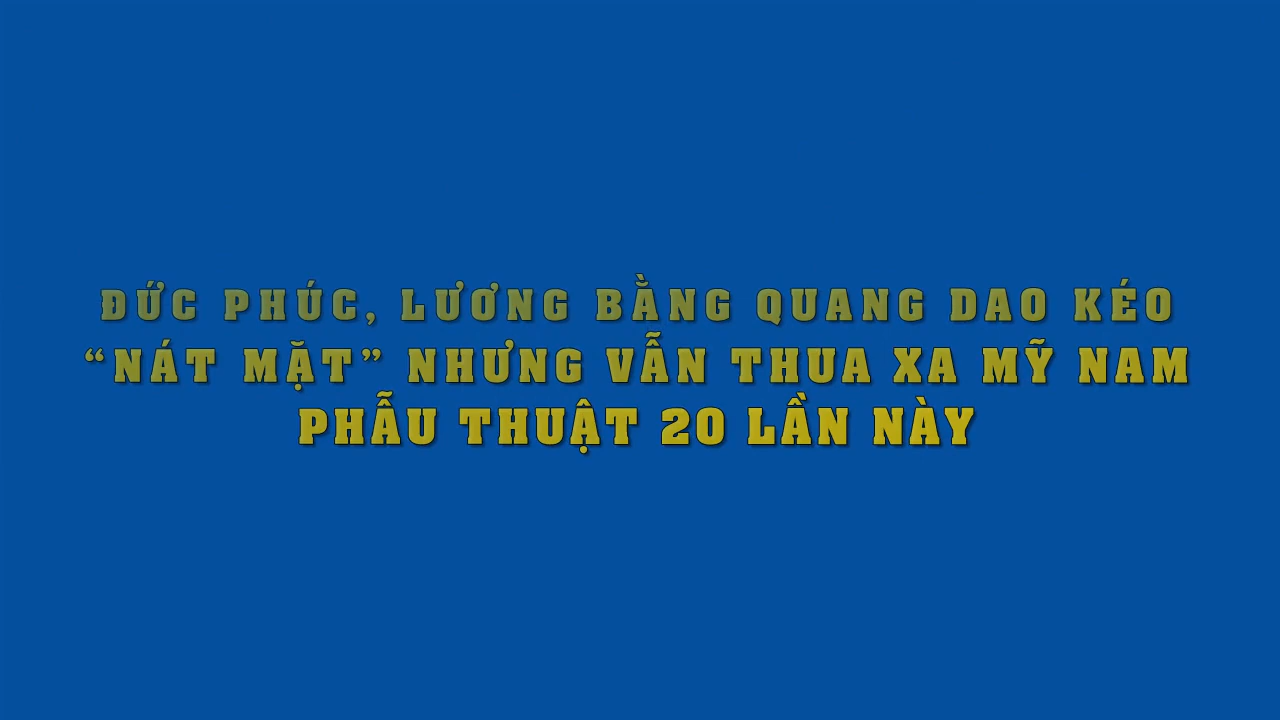 ĐỨC PHÚC, LƯƠNG BẰNG QUANG DAO KÉO
“NÁT MẶT” NHƯNG VẪN THUA XA MỸ NAM
PHẪU THUẬT 20 LẦN NÀY